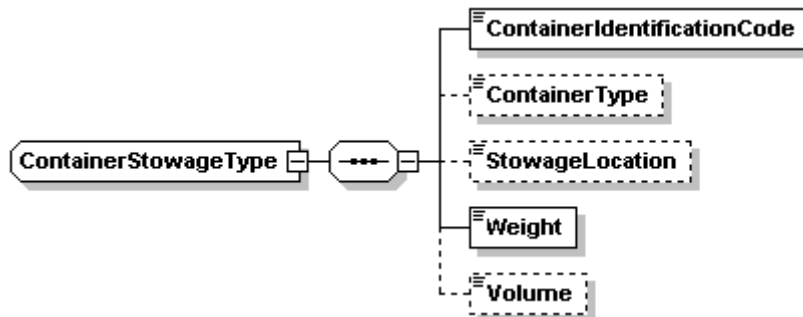 ContainerIdentificationCode
ContainerType
ContainerStowageType
StowageLocation
Weight
Volume